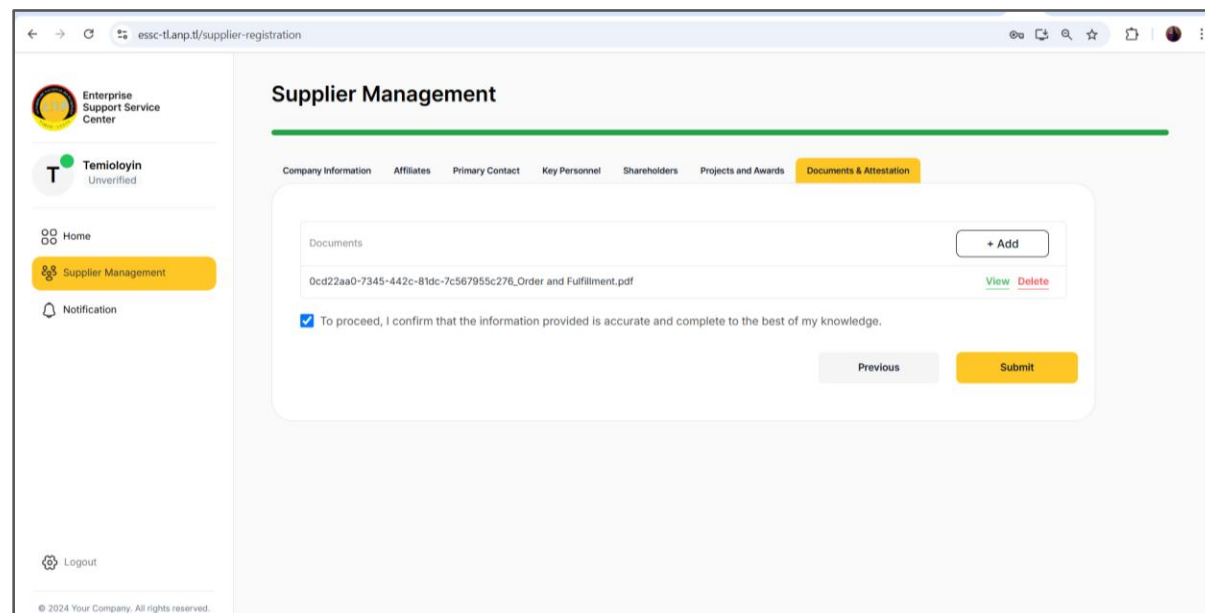 essc-tl.anp.tl/supplier-registration
Enterprise
Support Service
Center
T
Temioloyin
Unverified
Home
Supplier Management
Notification
Logout
© 2024 Your Company. All rights reserved.
Supplier Management
Company Information Affiliates Primary Contact Key Personnel Shareholders Projects and Awards Documents & Attestation
Documents + Add
0cd22aa0-7345-442c-81dc-7c567955c276_Order and Fulfillment.pdf View Delete
To proceed, I confirm that the information provided is accurate and complete to the best of my knowledge.
Previous Submit